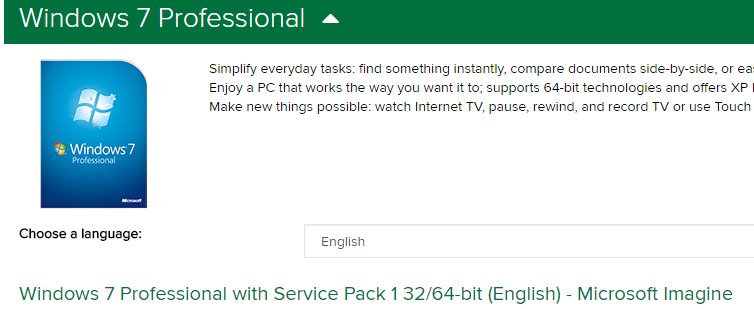 Windows 7 Professional
Simplify everyday tasks: find something instantly, compare documents side-by-side, or
Enjoy a PC that works the way you want it to; supports 64-bit technologies and offers XP
Make new things possible: watch Internet TV, pause, rewind, and record TV or use Touch
Windows 7
Professional
Microsoft
Choose a language:
English
Windows 7 Professional with Service Pack 1 32/64-bit (English) - Microsoft Imagine